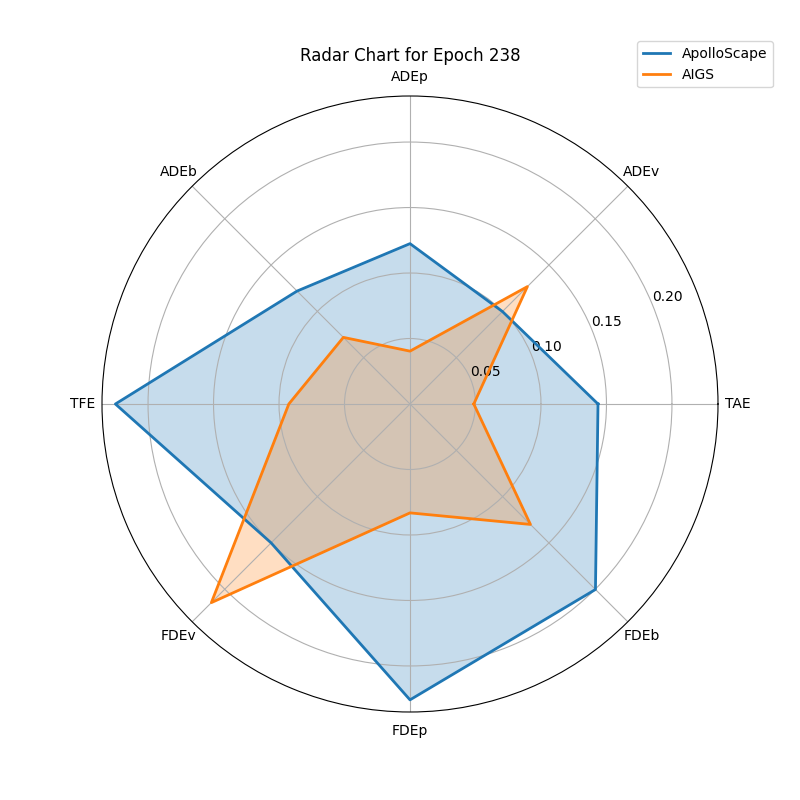 Radar Chart for Epoch 238
ApolloScape
AIGS
ADEp
ADEb
ADEv
0.20
0.15
0.10
0.05
TFE
TAE
FDEv
FDEb
FDEp